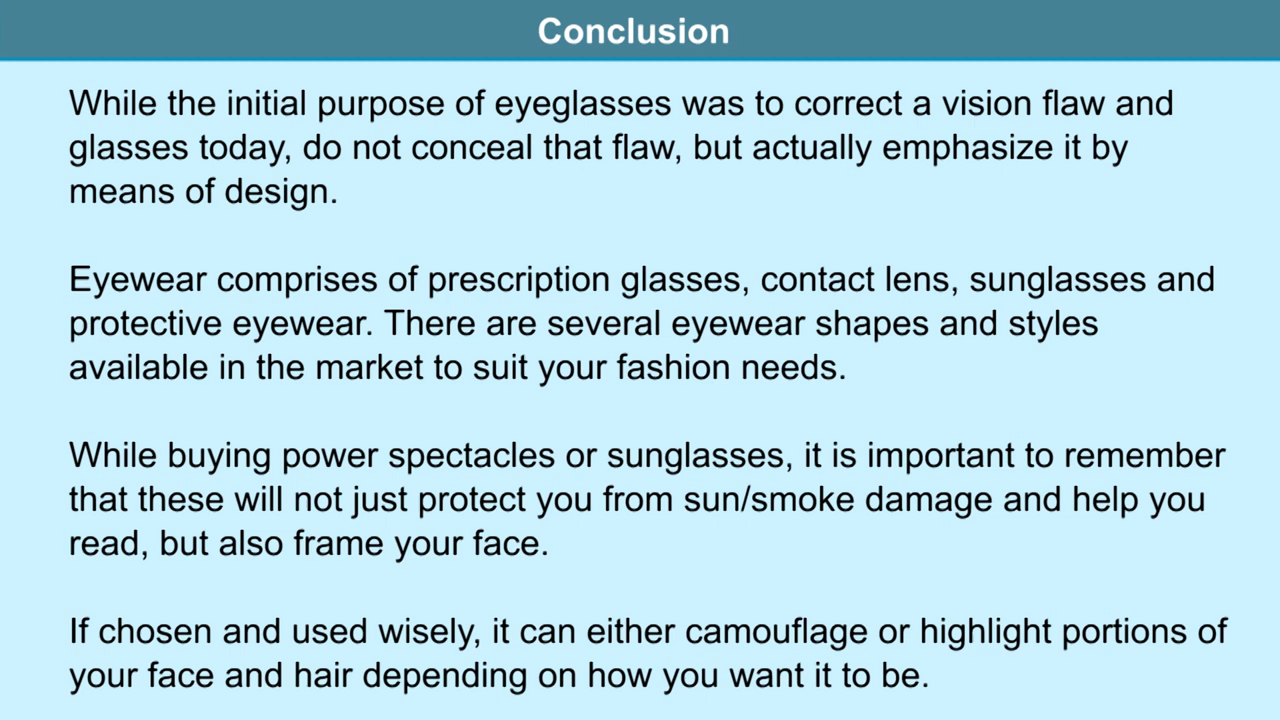 Conclusion
While the initial purpose of eyeglasses was to correct a vision flaw and
glasses today, do not conceal that flaw, but actually emphasize it by
means of design.
Eyewear comprises of prescription glasses, contact lens, sunglasses and
protective eyewear. There are several eyewear shapes and styles
available in the market to suit your fashion needs.
While buying power spectacles or sunglasses, it is important to remember
that these will not just protect you from sun/smoke damage and help you
read, but also frame your face.
If chosen and used wisely, it can either camouflage or highlight portions of
your face and hair depending on how you want it to be.